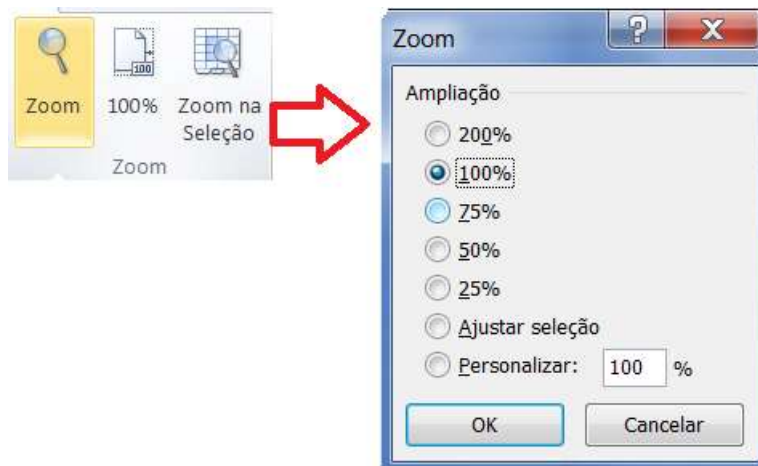 100
Zoom
100%
Zoom na
Seleção
Zoom
Zoom
? X
Ampliação
200%
100%
75%
50%
25%
Ajustar seleção
Personalizar: 100 %
OK Cancelar